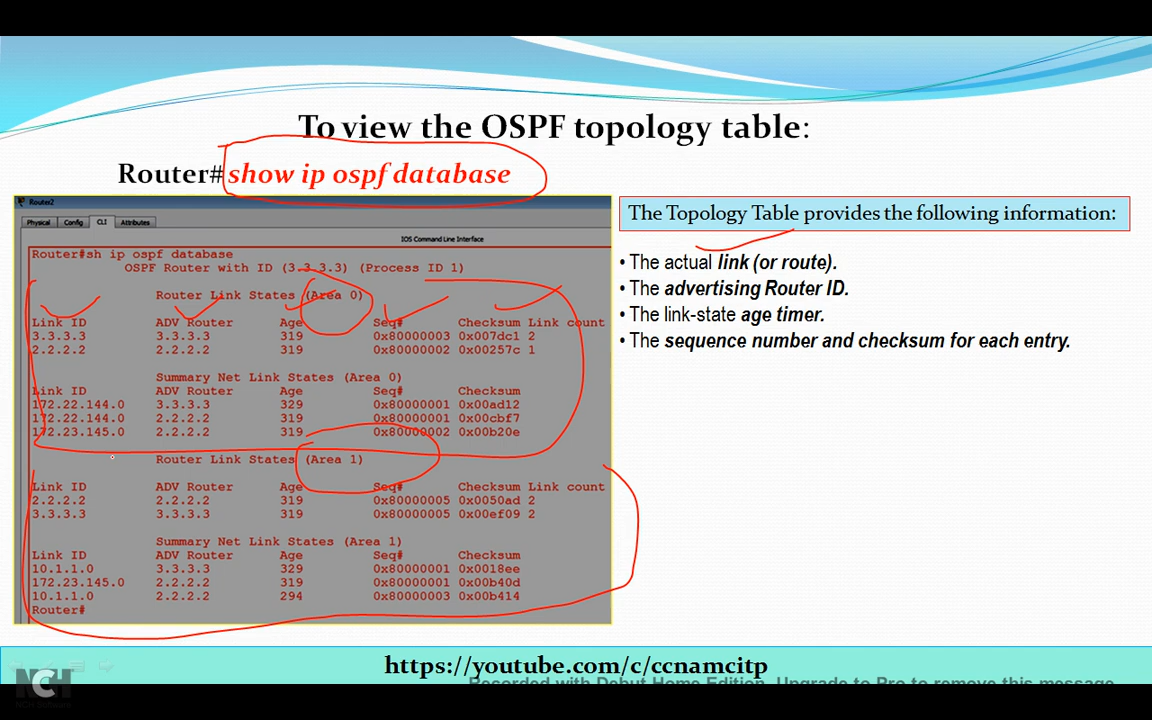 To view the OSPF topology table:
Router# show ip ospf database
Router2
Physical Config CLI Attributes
IOS Command Line Interface
Router#sh ip ospf database
OSPF Router with ID (3.3.3.3) (Process ID 1)
Router Link States (Area 0)
Link ID ADV Router Age Seq# Checksum Link count
3.3.3.3 3.3.3.3 319 0x80000003 0x007dc1 2
2.2.2.2 2.2.2.2 319 0x80000002 0x00257c 1
Summary Net Link States (Area 0)
Link ID ADV Router Age Seq# Checksum
172.22.144.0 3.3.3.3 329 0x80000001 0x00ad12
172.22.144.0 2.2.2.2 319 0x80000001 0x00cbf7
172.23.145.0 2.2.2.2 319 0x80000002 0x00b20e
Router Link States (Area 1)
Link ID ADV Router Age Seq# Checksum Link count
2.2.2.2 2.2.2.2 319 0x80000005 0x0050ad 2
3.3.3.3 3.3.3.3 319 0x80000005 0x00ef09 2
Summary Net Link States (Area 1)
Link ID ADV Router Age Seq# Checksum
10.1.1.0 3.3.3.3 329 0x80000001 0x0018ee
172.23.145.0 2.2.2.2 319 0x80000001 0x00b40d
10.1.1.0 2.2.2.2 294 0x80000003 0x00b414
Router#
The Topology Table provides the following information:
• The actual link (or route).
• The advertising Router ID.
• The link-state age timer.
• The sequence number and checksum for each entry.
https://youtube.com/c/ccnamcitp
NCH
NCH Software
Recorded with Debut Home Edition. Upgrade to Pro to remove this message